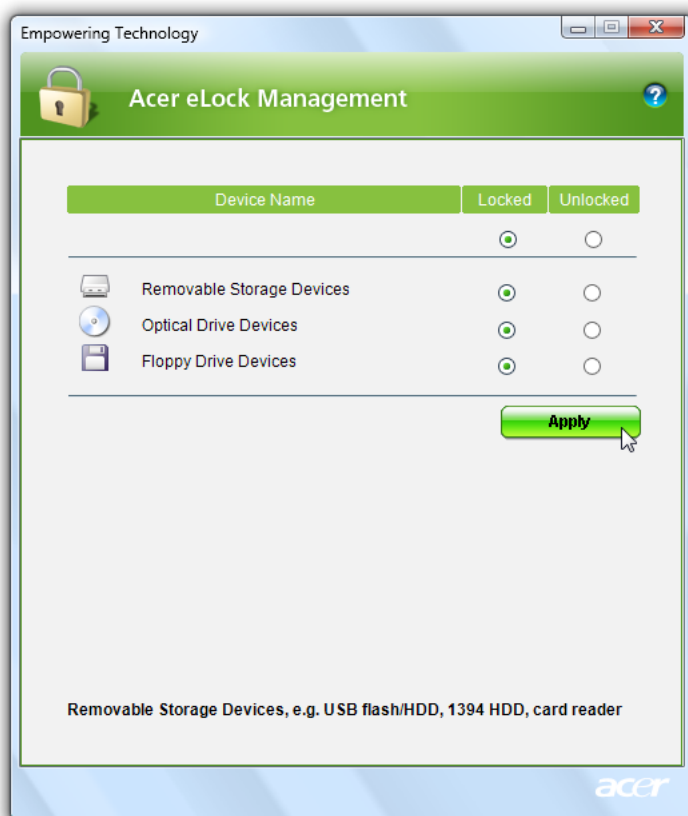 Empowering Technology
Acer eLock Management
?
Device Name Locked Unlocked
Removable Storage Devices
Optical Drive Devices
Floppy Drive Devices
Apply
Removable Storage Devices, e.g. USB flash/HDD, 1394 HDD, card reader
acer